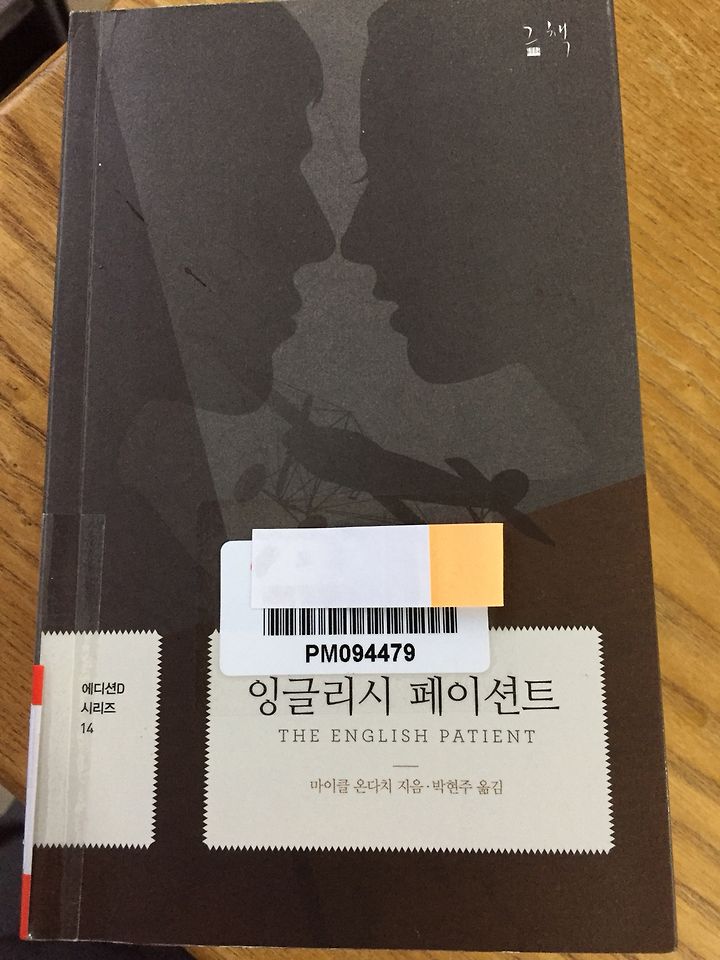 그책
PM094479
에디션D
시리즈
14
잉글리시 페이션트
THE ENGLISH PATIENT
마이클 온다치 지음·박현주 옮김